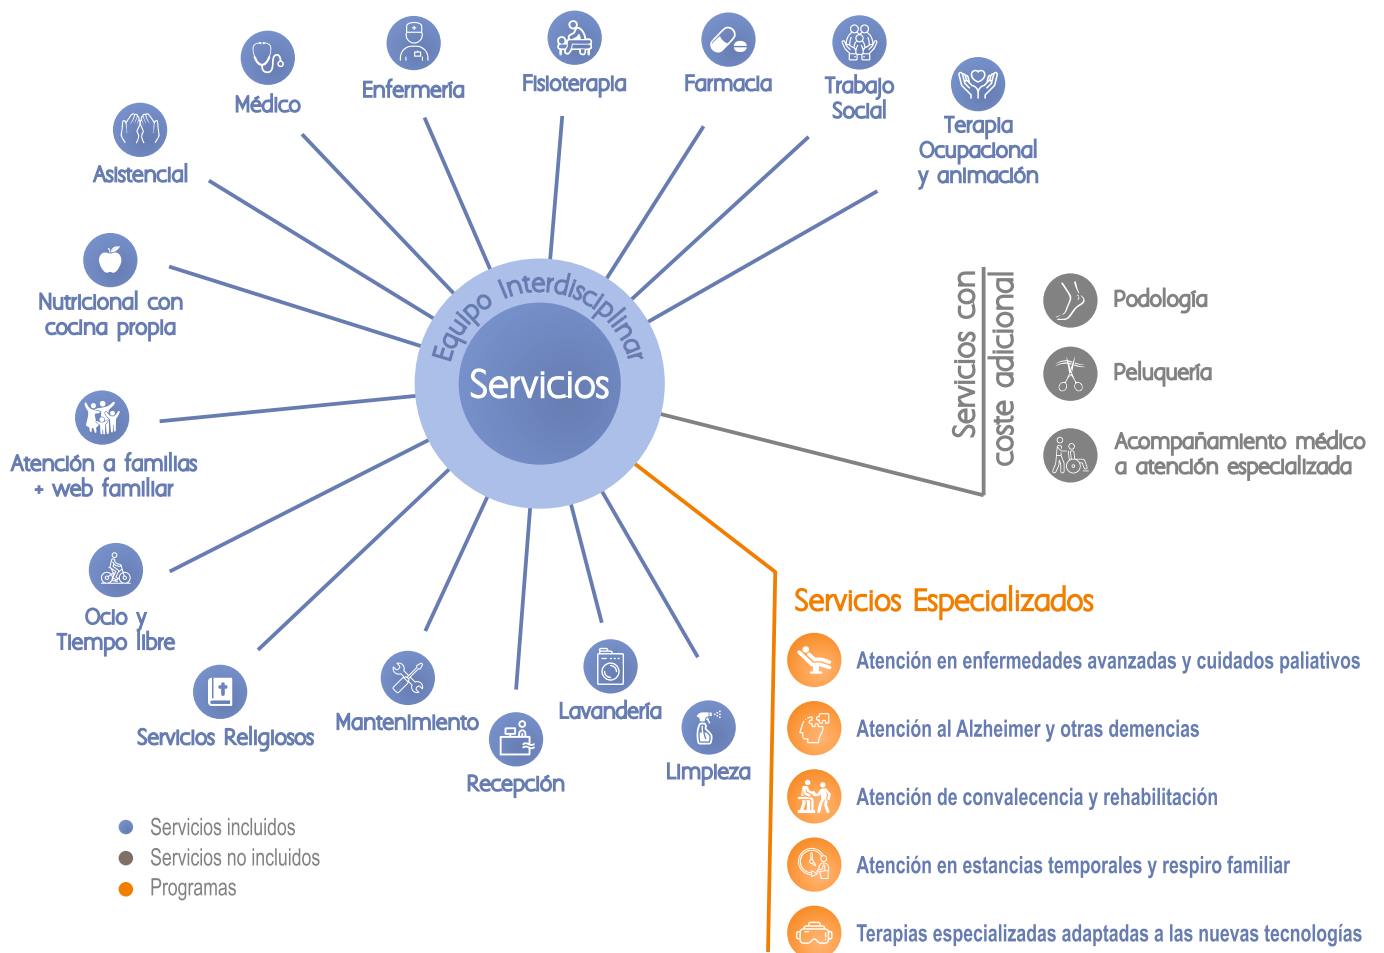 Médico
Enfermería
Fisioterapia
Farmacia
Trabajo
Social
Terapia
Ocupacional
y animación
Asistencial
Nutricional con
cocina propia
Atención a familias
+ web familiar
Ocio y
Tiempo libre
Servicios Religiosos
Mantenimiento
Recepción
Lavandería
Limpieza
Equipo Interdisciplinar
Servicios
Servicios con
coste adicional
Podología
Peluquería
Acompañamiento médico
a atención especializada
Servicios Especializados
Atención en enfermedades avanzadas y cuidados paliativos
Atención al Alzheimer y otras demencias
Atención de convalecencia y rehabilitación
Atención en estancias temporales y respiro familiar
Terapias especializadas adaptadas a las nuevas tecnologías
Servicios incluidos
Servicios no incluidos
Programas